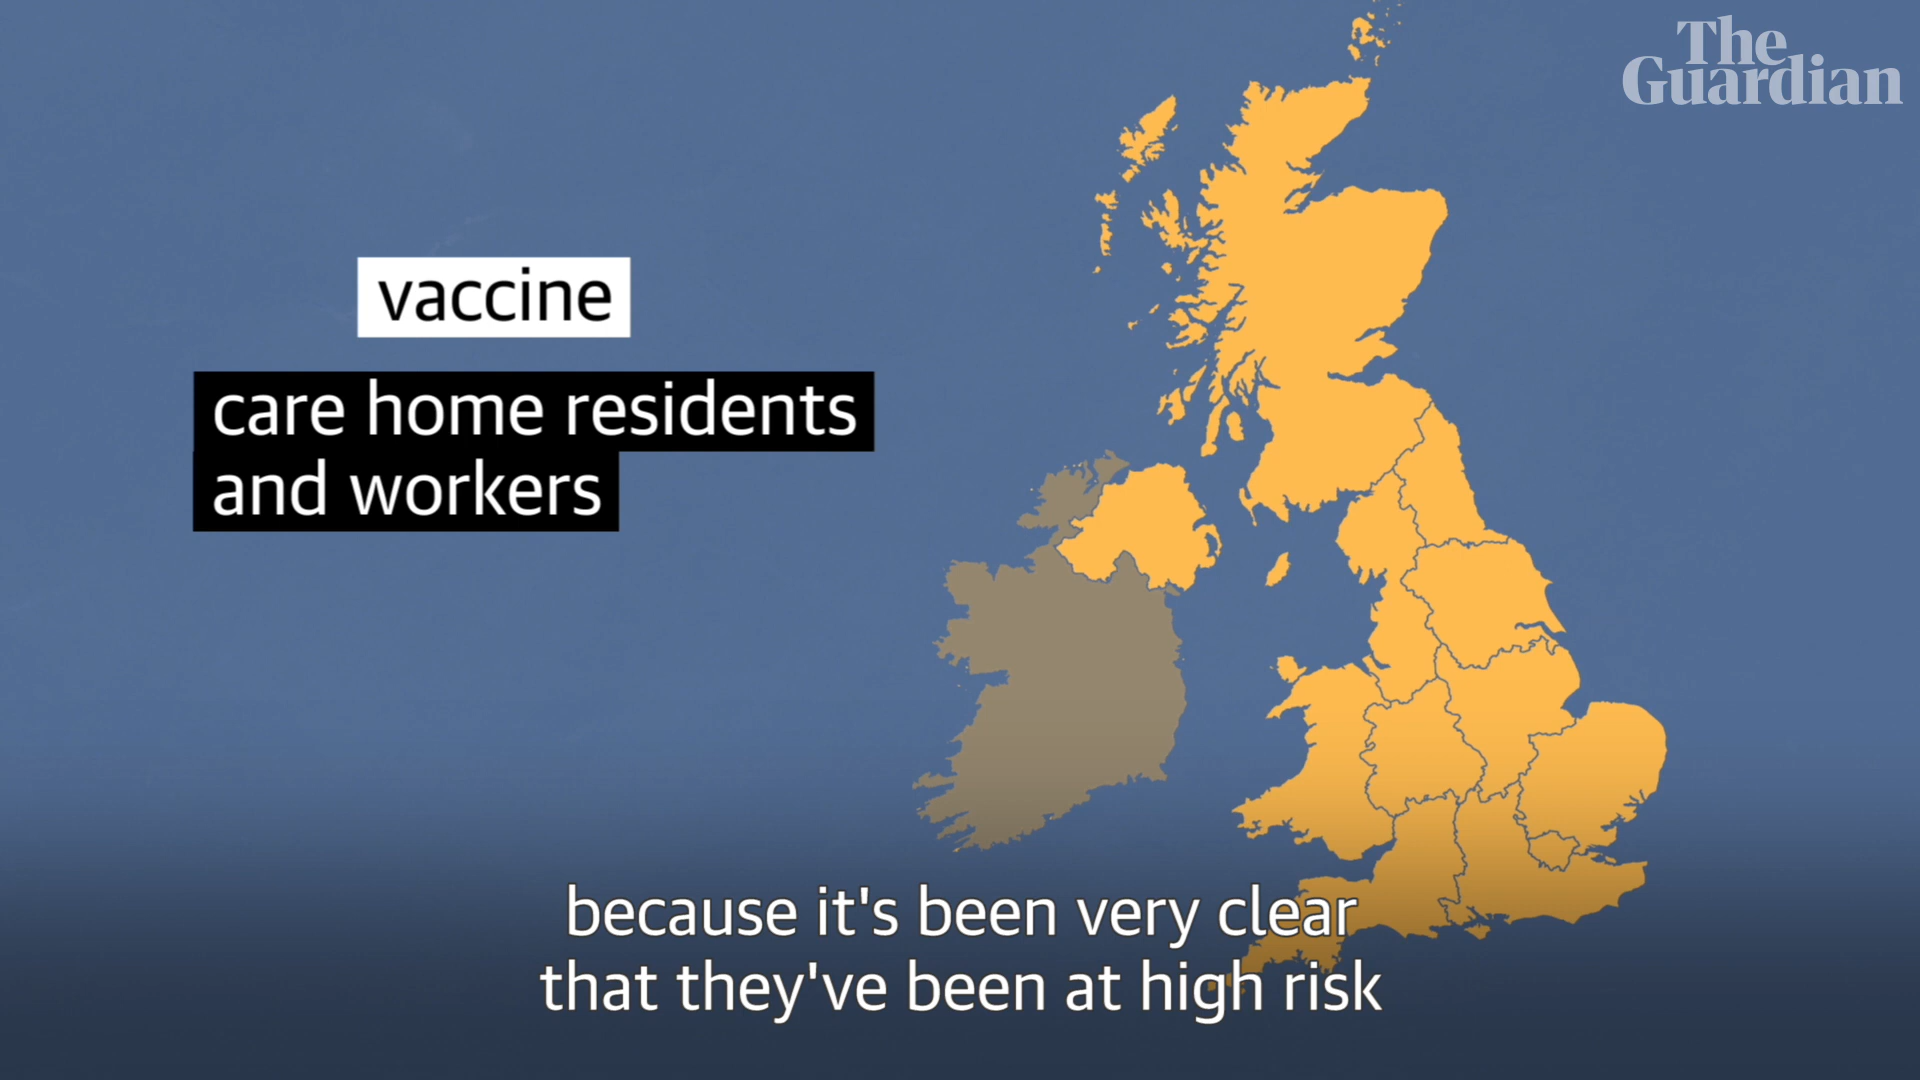 The
Guardian
vaccine
care home residents
and workers
because it's been very clear
that they've been at high risk